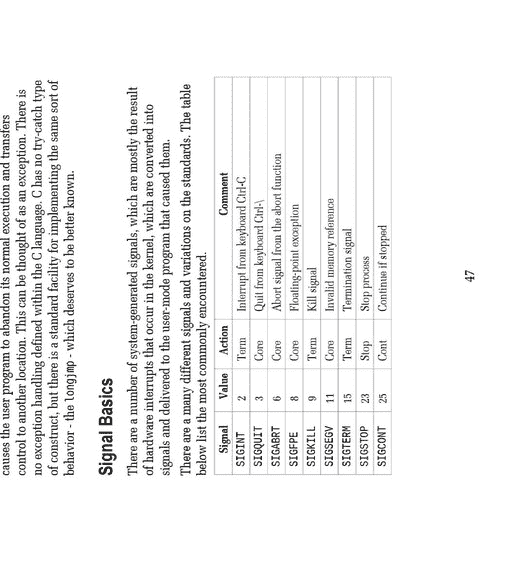 causes the user program to abandon its normal execution and transfers
control to another location. This can be thought of as an exception. There is
no exception handling defined within the C language. C has no try-catch type
of construct, but there is a standard facility for implementing the same sort of
behavior - the longjmp - which deserves to be better known.
Signal Basics
There are a number of system-generated signals, which are mostly the result
of hardware interrupts that occur in the kernel, which are converted into
signals and delivered to the user-mode program that caused them.
There are a many different signals and variations on the standards. The table
below list the most commonly encountered.
Signal Value Action Comment
SIGINT 2 Term Interrupt from keyboard Ctrl-C
SIGQUIT 3 Core Quit from keyboard Ctrl-\
SIGABRT 6 Core Abort signal from the abort function
SIGFPE 8 Core Floating-point exception
SIGKILL 9 Term Kill signal
SIGSEGV 11 Core Invalid memory reference
SIGTERM 15 Term Termination signal
SIGSTOP 23 Stop Stop process
SIGCONT 25 Cont Continue if stopped
47